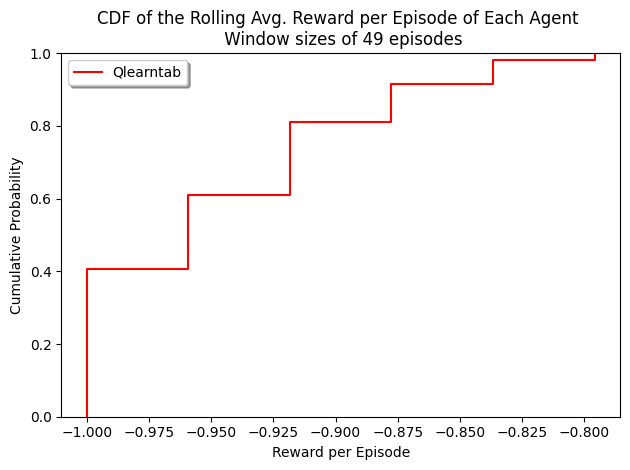 CDF of the Rolling Avg. Reward per Episode of Each Agent
Window sizes of 49 episodes
Qlearntab
Cumulative Probability
1.0
0.8
0.6
0.4
0.2
0.0
−1.000 −0.975 −0.950 −0.925 −0.900 −0.875 −0.850 −0.825 −0.800
Reward per Episode